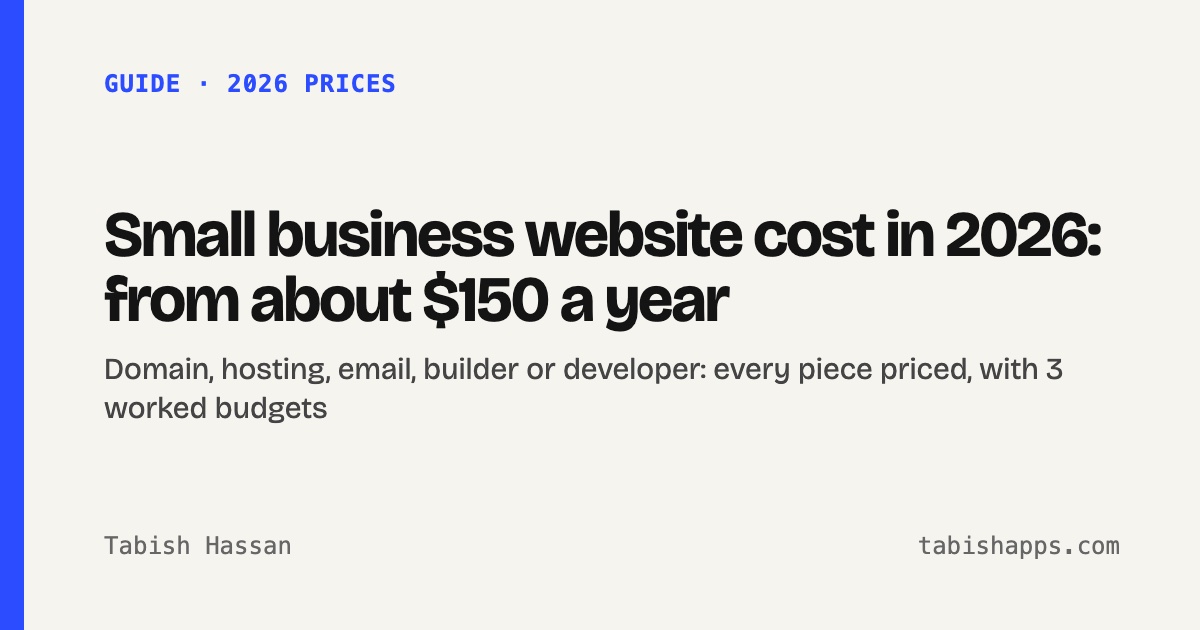 GUIDE · 2026 PRICES
Small business website cost in 2026:
from about $150 a year
Domain, hosting, email, builder or developer: every piece priced, with 3
worked budgets
Tabish Hassan
tabishapps.com